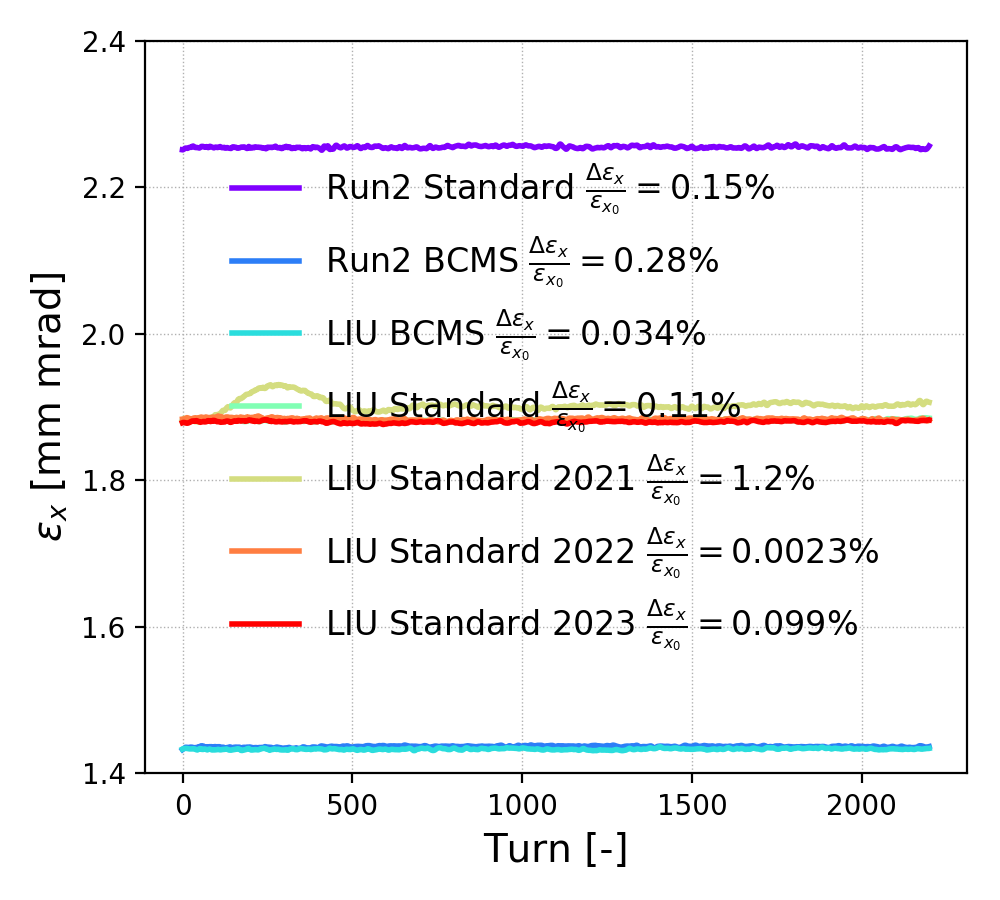 2.4
2.2
2.0
1.8
1.6
1.4
εx [mm mrad]
Run2 Standard Δεx/εx0 = 0.15%
Run2 BCMS Δεx/εx0 = 0.28%
LIU BCMS Δεx/εx0 = 0.034%
LIU Standard Δεx/εx0 = 0.11%
LIU Standard 2021 Δεx/εx0 = 1.2%
LIU Standard 2022 Δεx/εx0 = 0.0023%
LIU Standard 2023 Δεx/εx0 = 0.099%
0 500 1000 1500 2000
Turn [-]